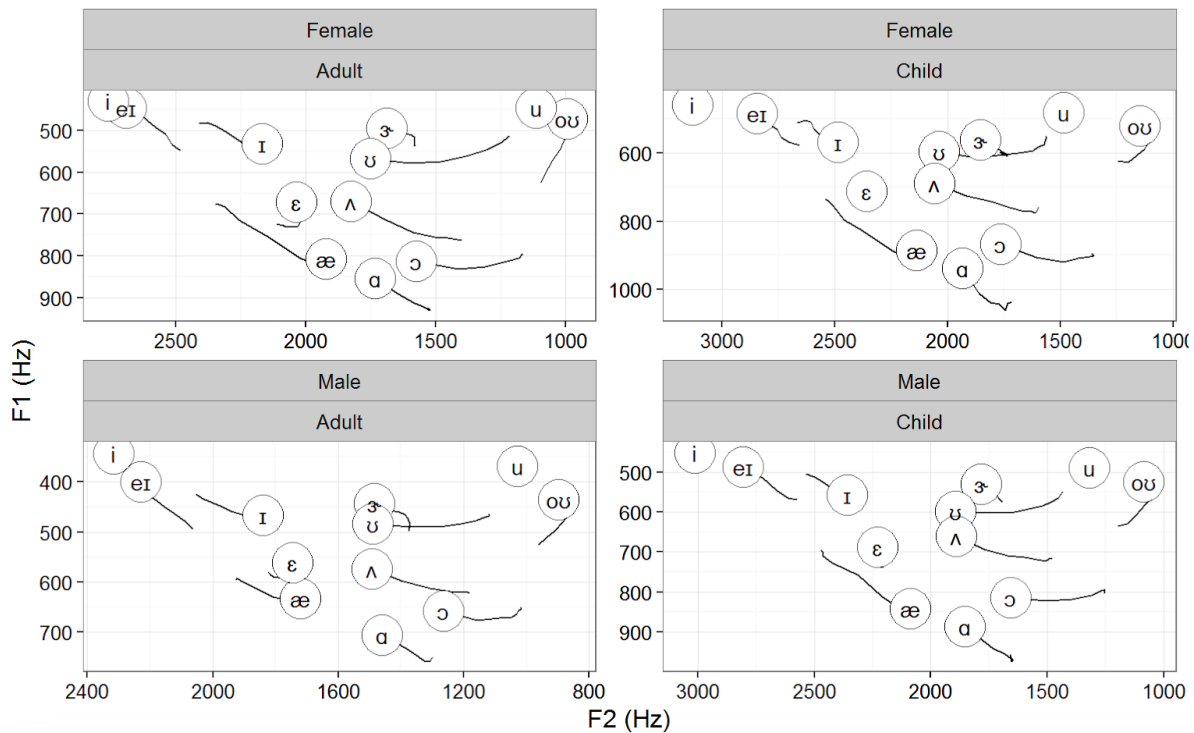 Female
Adult
i
eɪ
ɪ
ɝ
ʊ
u
oʊ
ɛ
ʌ
æ
ɔ
ɑ
500
600
700
800
900
2500
2000
1500
1000
Female
Child
i
eɪ
ɪ
ʊ
ɝ
u
oʊ
ɛ
ʌ
æ
ɔ
ɑ
600
800
1000
3000
2500
2000
1500
1000
F1 (Hz)
Male
Adult
i
eɪ
ɪ
ɝ
ʊ
u
oʊ
ɛ
ʌ
æ
ɔ
ɑ
400
500
600
700
2400
2000
1600
1200
800
Male
Child
i
eɪ
ɪ
ɝ
ʊ
u
oʊ
ɛ
ʌ
æ
ɔ
ɑ
500
600
700
800
900
3000
2500
2000
1500
1000
F2 (Hz)